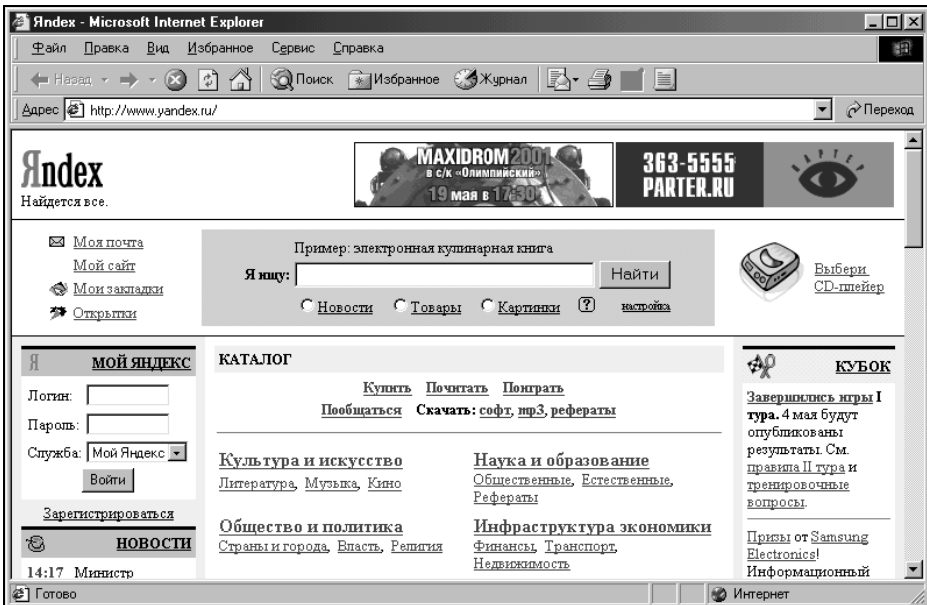 Яndex - Microsoft Internet Explorer
Файл Правка Вид Избранное Сервис Справка
Назад Поиск Избранное Журнал
Адрес http://www.yandex.ru/ Переход
Яndex
Найдется все.
MAXIDROM 2001
в с/к «Олимпийский»
19 мая в 17:30
363-5555
PARTER.RU
ПАРТЕР
Моя почта
Мой сайт
Мои закладки
Открытки
Пример: электронная кулинарная книга
Я ищу: Найти
Новости Товары Картинки ? настройка
Выбери
CD-плейер
Я МОЙ ЯНДЕКС
Логин:
Пароль:
Служба: Мой Яндекс
Войти
Зарегистрироваться
НОВОСТИ
14:17 Министр
КАТАЛОГ
Купить Почитать Поиграть
Пообщаться Скачать: софт, mp3, рефераты
Культура и искусство
Литература, Музыка, Кино
Наука и образование
Общественные, Естественные,
Рефераты
Общество и политика
Страны и города, Власть, Религия
Инфраструктура экономики
Финансы, Транспорт,
Недвижимость
КУБОК
Завершились игры I
тура. 4 мая будут
опубликованы
результаты. См.
правила II тура и
тренировочные
вопросы.
Призы от Samsung
Electronics!
Информационный
Готово Интернет